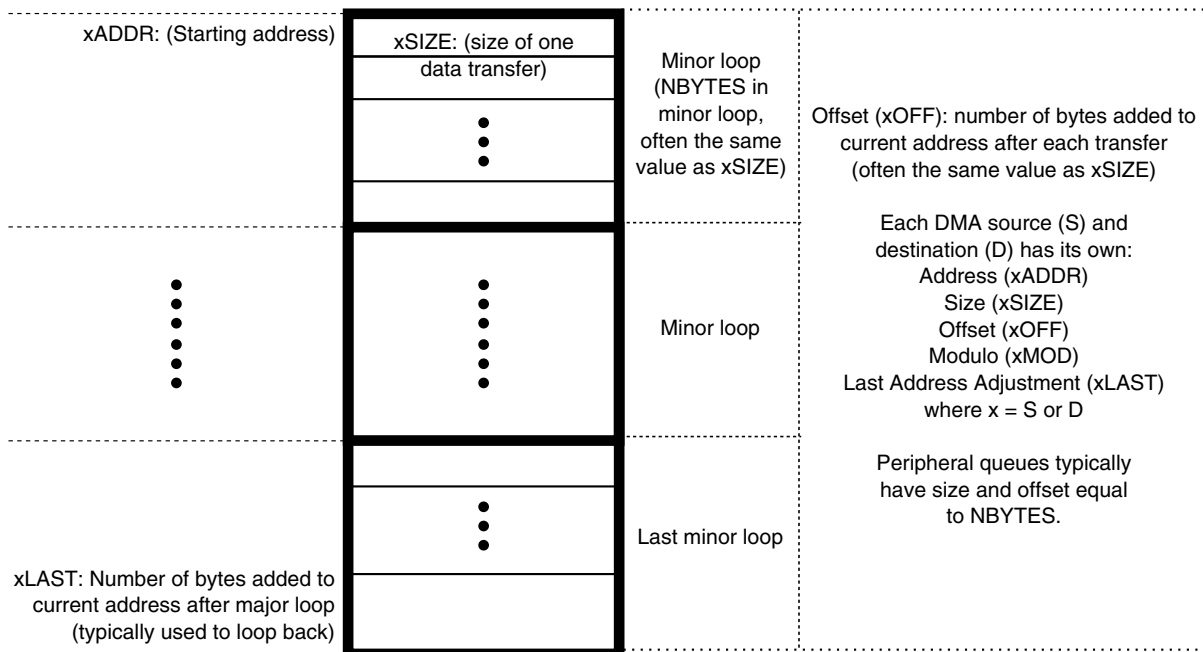 xADDR: (Starting address)
xSIZE: (size of one
data transfer)
Minor loop
(NBYTES in
minor loop,
often the same
value as xSIZE)
Offset (xOFF): number of bytes added to
current address after each transfer
(often the same value as xSIZE)
Each DMA source (S) and
destination (D) has its own:
Address (xADDR)
Size (xSIZE)
Offset (xOFF)
Modulo (xMOD)
Last Address Adjustment (xLAST)
where x = S or D
Peripheral queues typically
have size and offset equal
to NBYTES.
Minor loop
Last minor loop
xLAST: Number of bytes added to
current address after major loop
(typically used to loop back)